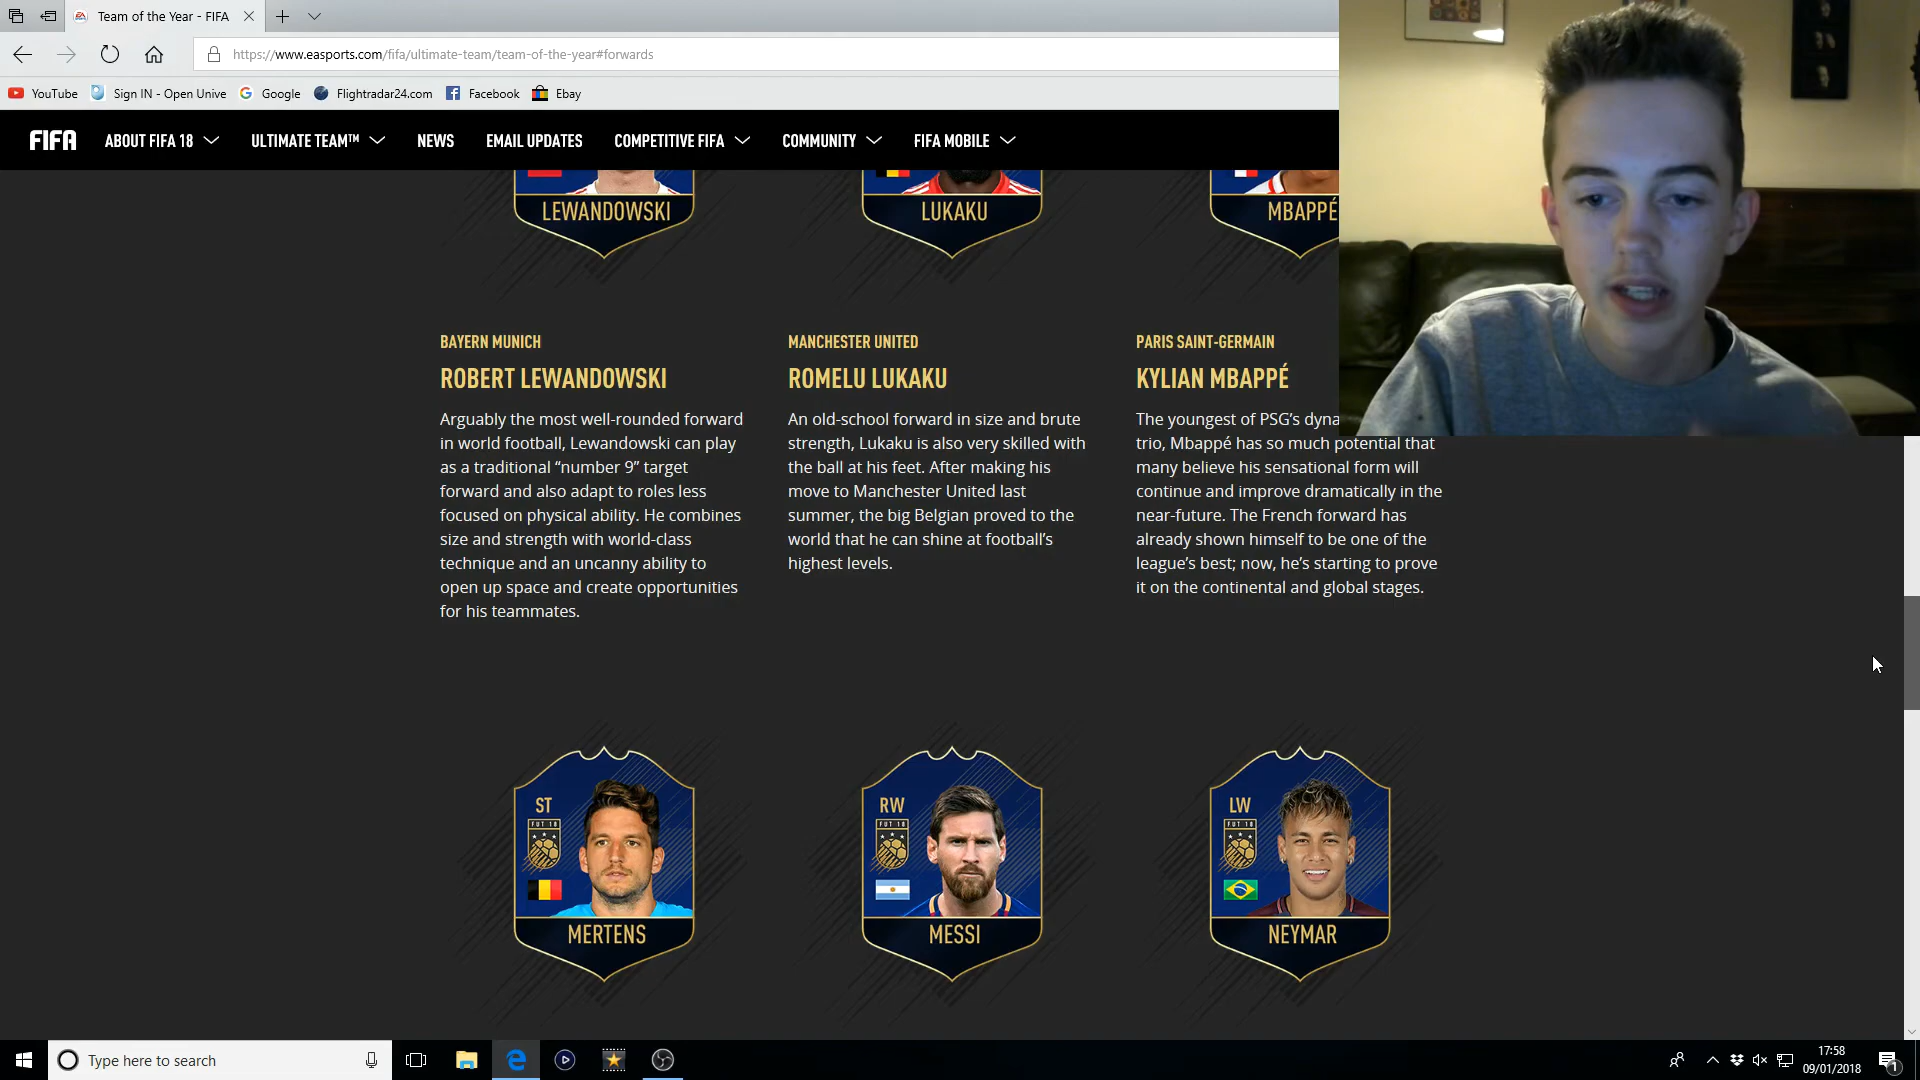 Team of the Year - FIFA
https://www.easports.com/fifa/ultimate-team/team-of-the-year#forwards
YouTube Sign IN - Open Unive Google Flightradar24.com Facebook Ebay
FIFA ABOUT FIFA 18 ULTIMATE TEAM™ NEWS EMAIL UPDATES COMPETITIVE FIFA COMMUNITY FIFA MOBILE
LEWANDOWSKI LUKAKU MBAPPÉ
BAYERN MUNICH
ROBERT LEWANDOWSKI
Arguably the most well-rounded forward
in world football, Lewandowski can play
as a traditional “number 9” target
forward and also adapt to roles less
focused on physical ability. He combines
size and strength with world-class
technique and an uncanny ability to
open up space and create opportunities
for his teammates.
MANCHESTER UNITED
ROMELU LUKAKU
An old-school forward in size and brute
strength, Lukaku is also very skilled with
the ball at his feet. After making his
move to Manchester United last
summer, the big Belgian proved to the
world that he can shine at football’s
highest levels.
PARIS SAINT-GERMAIN
KYLIAN MBAPPÉ
The youngest of PSG’s dyna
trio, Mbappé has so much potential that
many believe his sensational form will
continue and improve dramatically in the
near-future. The French forward has
already shown himself to be one of the
league’s best; now, he’s starting to prove
it on the continental and global stages.
ST
FUT 18
MERTENS
RW
FUT 18
MESSI
LW
FUT 18
NEYMAR
Type here to search
17:58
09/01/2018
1